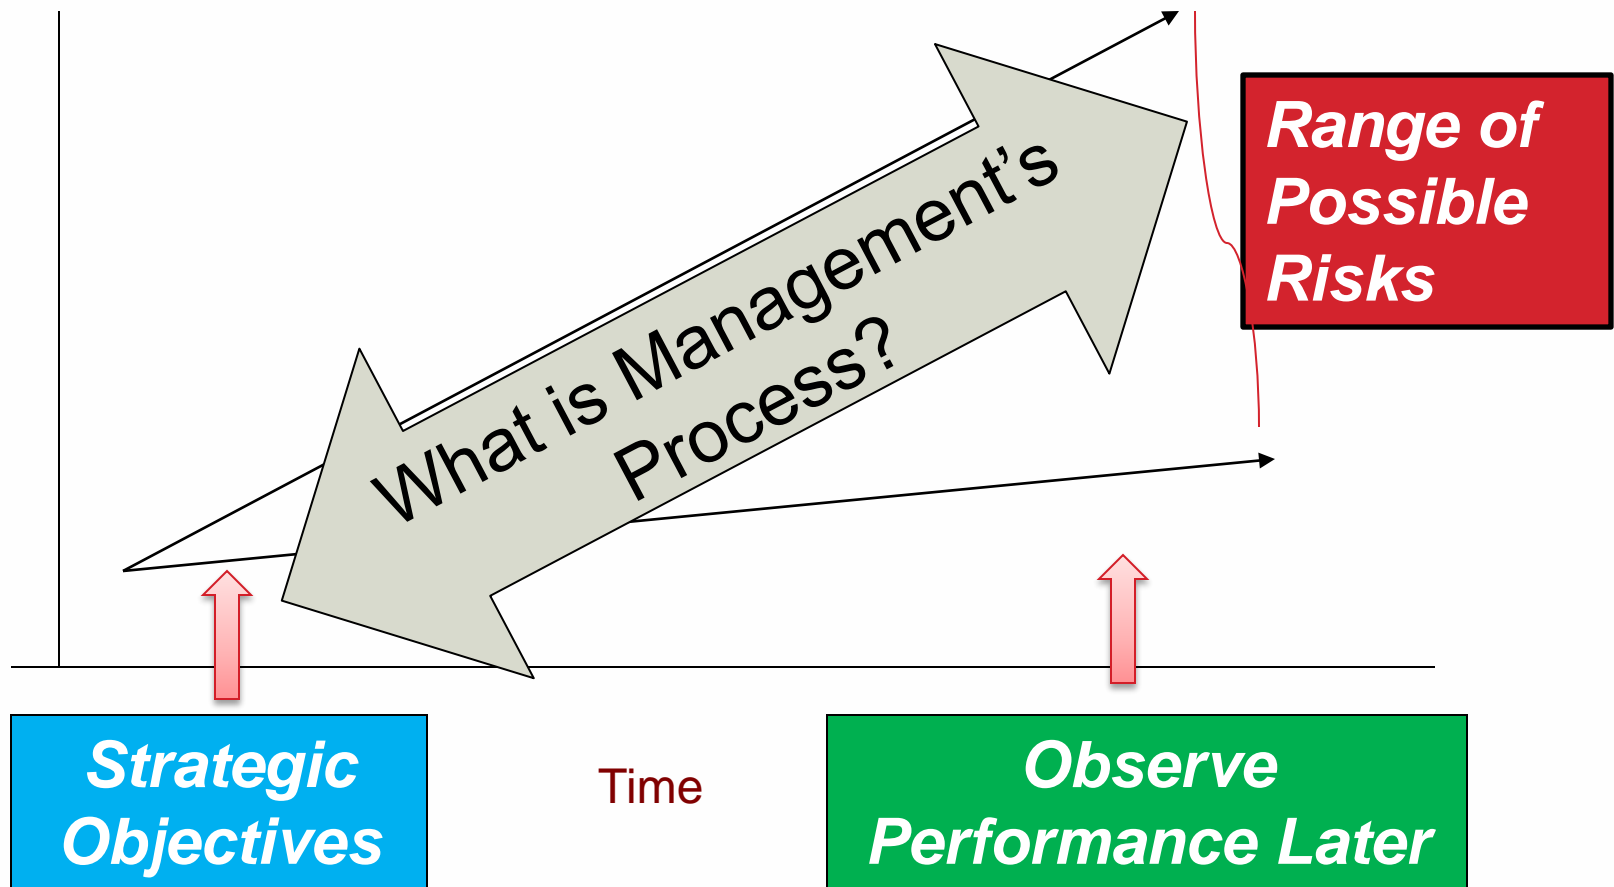 Range of
Possible
Risks
What is Management’s
Process?
Strategic
Objectives
Time
Observe
Performance Later